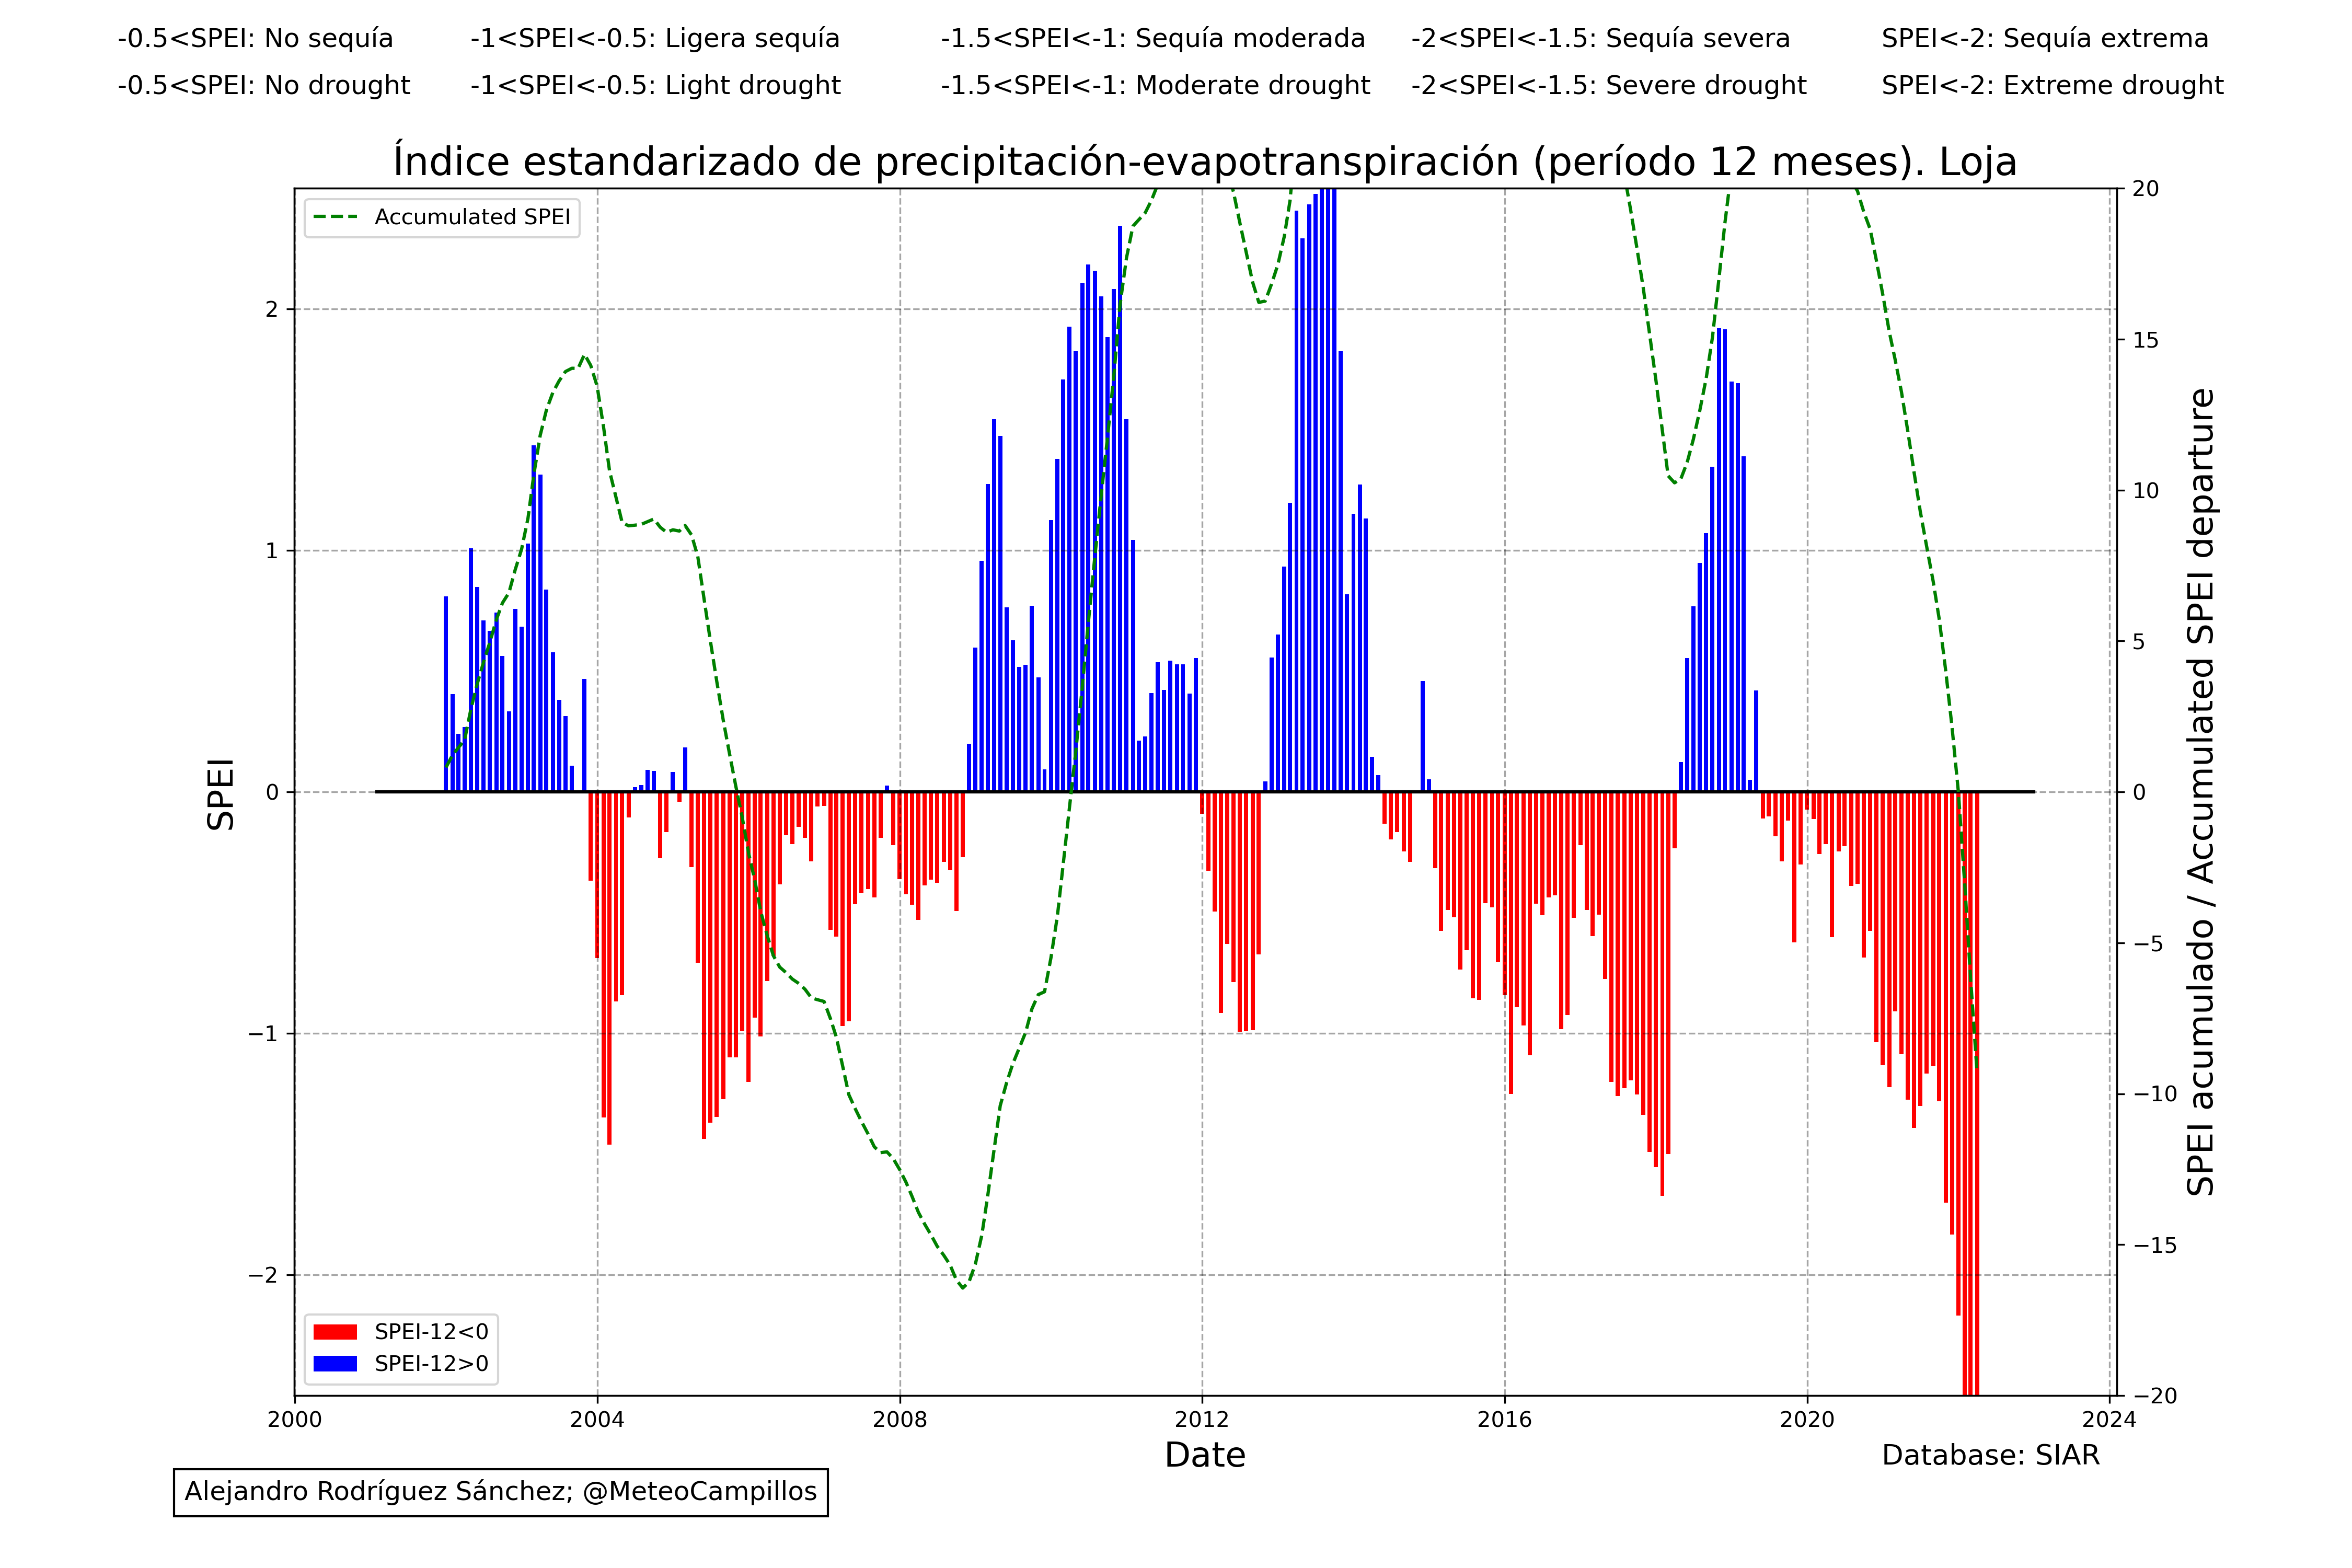 -0.5<SPEI: No sequía
-1<SPEI<-0.5: Ligera sequía
-1.5<SPEI<-1: Sequía moderada
-2<SPEI<-1.5: Sequía severa
SPEI<-2: Sequía extrema
-0.5<SPEI: No drought
-1<SPEI<-0.5: Light drought
-1.5<SPEI<-1: Moderate drought
-2<SPEI<-1.5: Severe drought
SPEI<-2: Extreme drought
Índice estandarizado de precipitación-evapotranspiración (período 12 meses). Loja
Accumulated SPEI
SPEI
2
1
0
−1
−2
20
15
10
5
0
−5
−10
−15
−20
SPEI acumulado / Accumulated SPEI departure
SPEI-12<0
SPEI-12>0
2000
2004
2008
2012
2016
2020
2024
Date
Database: SIAR
Alejandro Rodríguez Sánchez; @MeteoCampillos